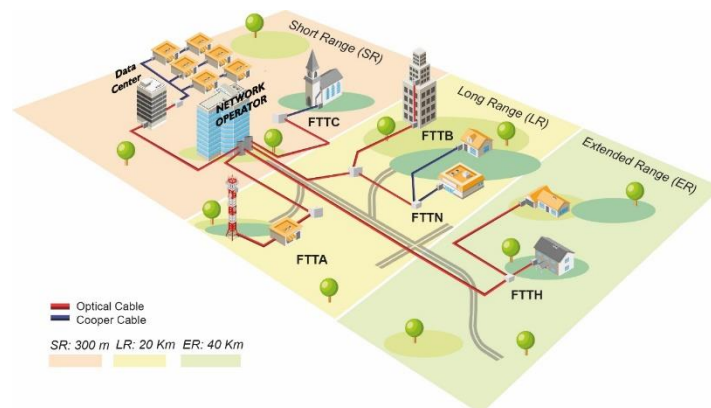 Short Range (SR)
Data
Center
NETWORK
OPERATOR
FTTC
Long Range (LR)
FTTB
Extended Range (ER)
FTTN
FTTA
FTTH
Optical Cable
Cooper Cable
SR: 300 m LR: 20 Km ER: 40 Km